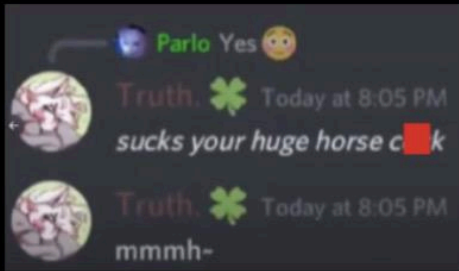 Parlo Yes 😳
Truth. 🍀 Today at 8:05 PM
sucks your huge horse c🟥k
Truth. 🍀 Today at 8:05 PM
mmmh~